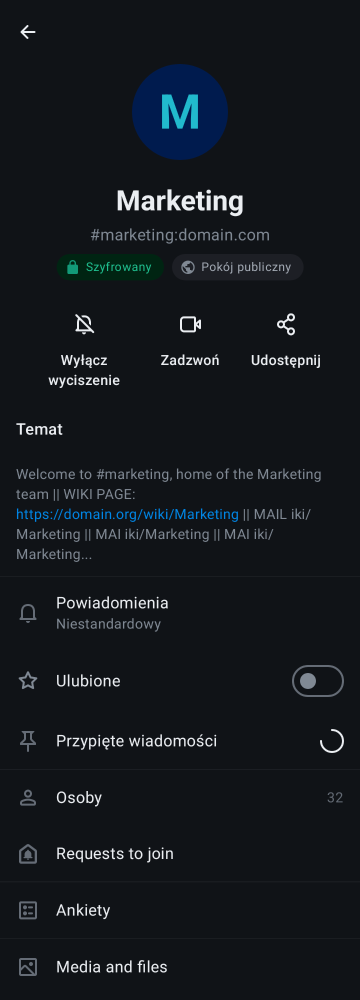 M
Marketing
#marketing:domain.com
Szyfrowany
Pokój publiczny
Wyłącz
wyciszenie
Zadzwoń
Udostępnij
Temat
Welcome to #marketing, home of the Marketing
team || WIKI PAGE:
https://domain.org/wiki/Marketing || MAIL iki/
Marketing || MAI iki/Marketing || MAI iki/
Marketing...
Powiadomienia
Niestandardowy
Ulubione
Przypięte wiadomości
Osoby 32
Requests to join
Ankiety
Media and files